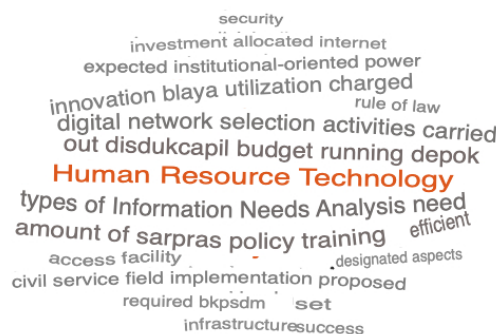 security
investment allocated internet
expected institutional-oriented power
innovation blaya utilization charged
rule of law
digital network selection activities carried
out disdukcapil budget running depok
Human Resource Technology
types of Information Needs Analysis need
amount of sarpras policy training efficient
access facility designated aspects
civil service field implementation proposed
required bkpsdm set
infrastructure success